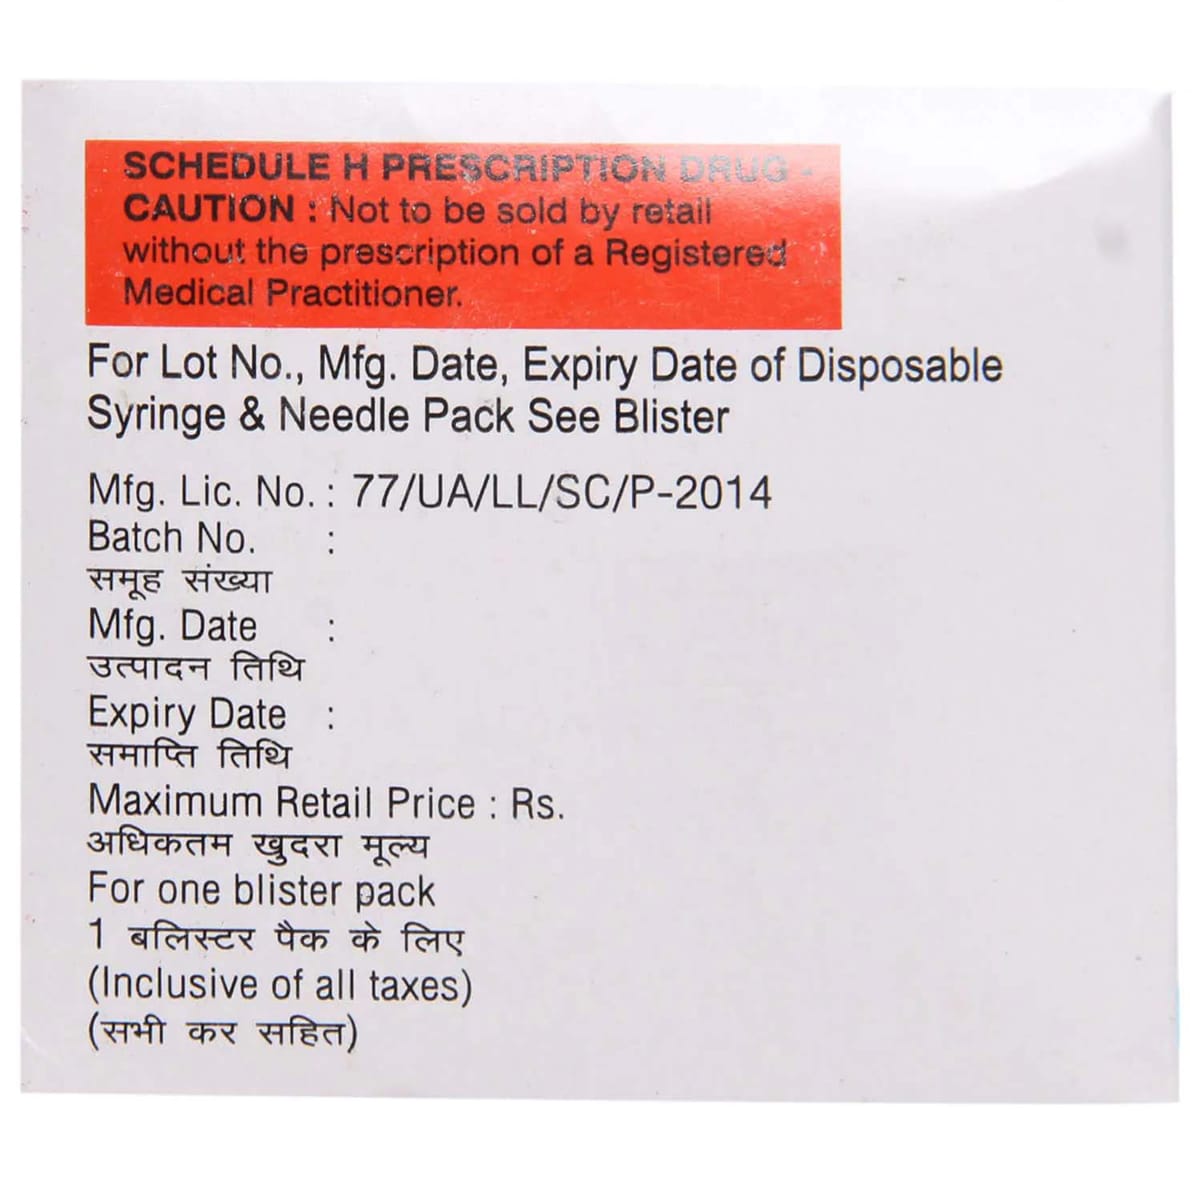 SCHEDULE H PRESCRIPTION DRUG -
CAUTION : Not to be sold by retail
without the prescription of a Registered
Medical Practitioner.
For Lot No., Mfg. Date, Expiry Date of Disposable
Syringe & Needle Pack See Blister
Mfg. Lic. No. : 77/UA/LL/SC/P-2014
Batch No. :
समूह संख्या
Mfg. Date :
उत्पादन तिथि
Expiry Date :
समाप्ति तिथि
Maximum Retail Price : Rs.
अधिकतम खुदरा मूल्य
For one blister pack
1 बलिस्टर पैक के लिए
(Inclusive of all taxes)
(सभी कर सहित)